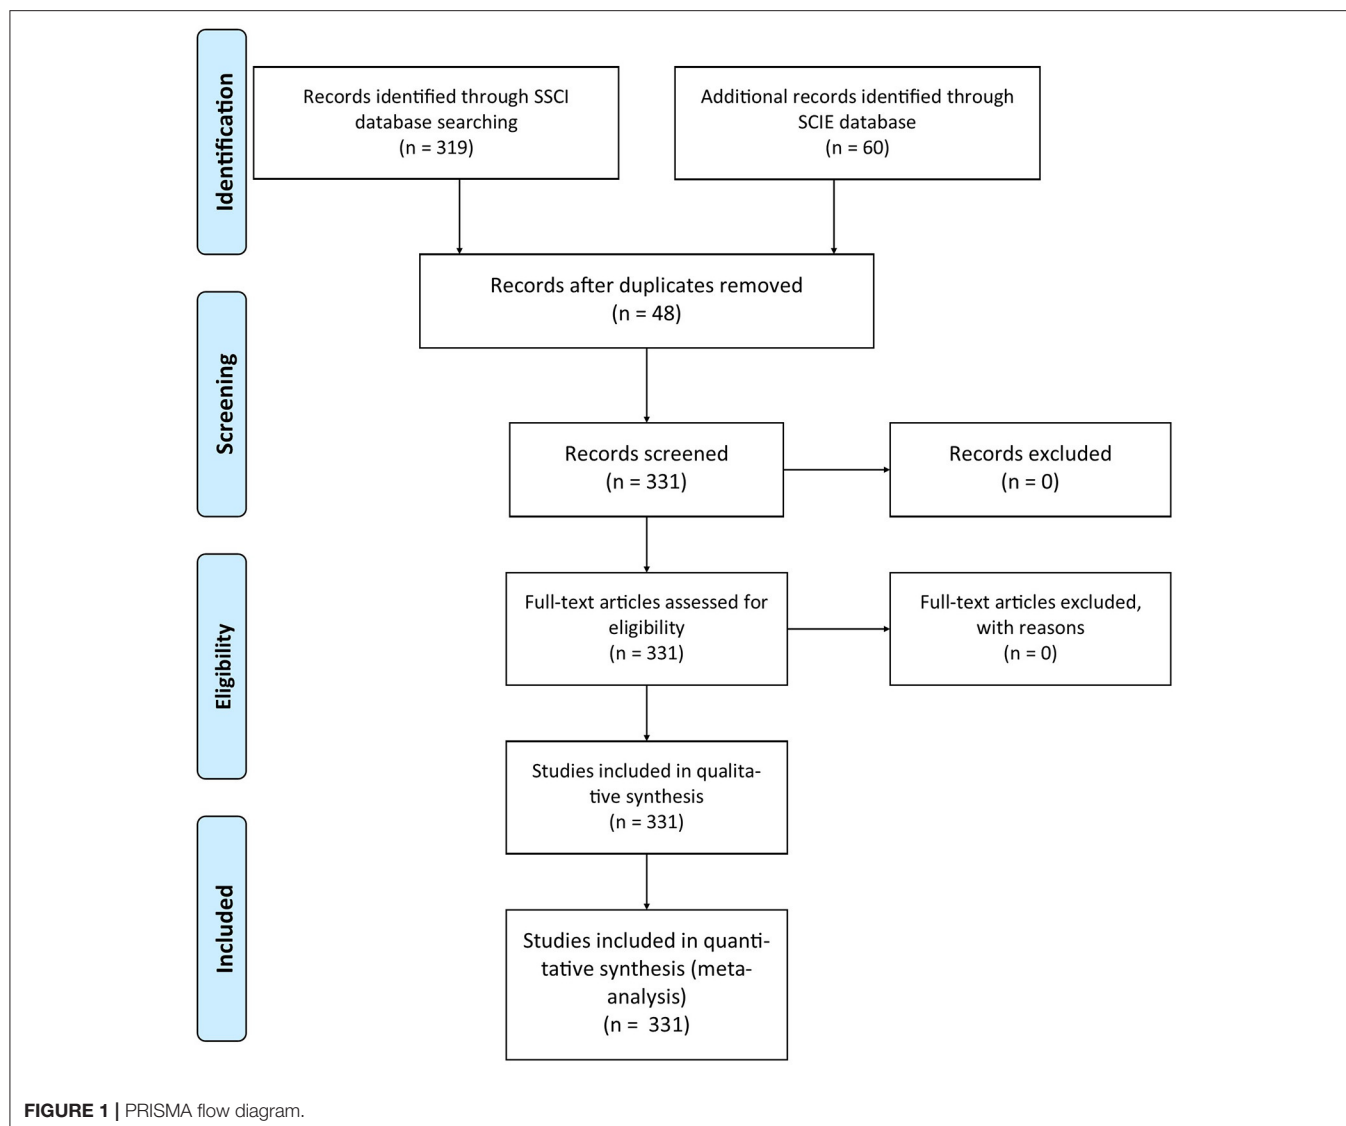 Identification
Records identified through SSCI
database searching
(n = 319)
Additional records identified through
SCIE database
(n = 60)
Records after duplicates removed
(n = 48)
Screening
Records screened
(n = 331)
Records excluded
(n = 0)
Eligibility
Full-text articles assessed for
eligibility
(n = 331)
Full-text articles excluded,
with reasons
(n = 0)
Studies included in qualita-
tive synthesis
(n = 331)
Included
Studies included in quanti-
tative synthesis (meta-
analysis)
(n = 331)
FIGURE 1 | PRISMA flow diagram.